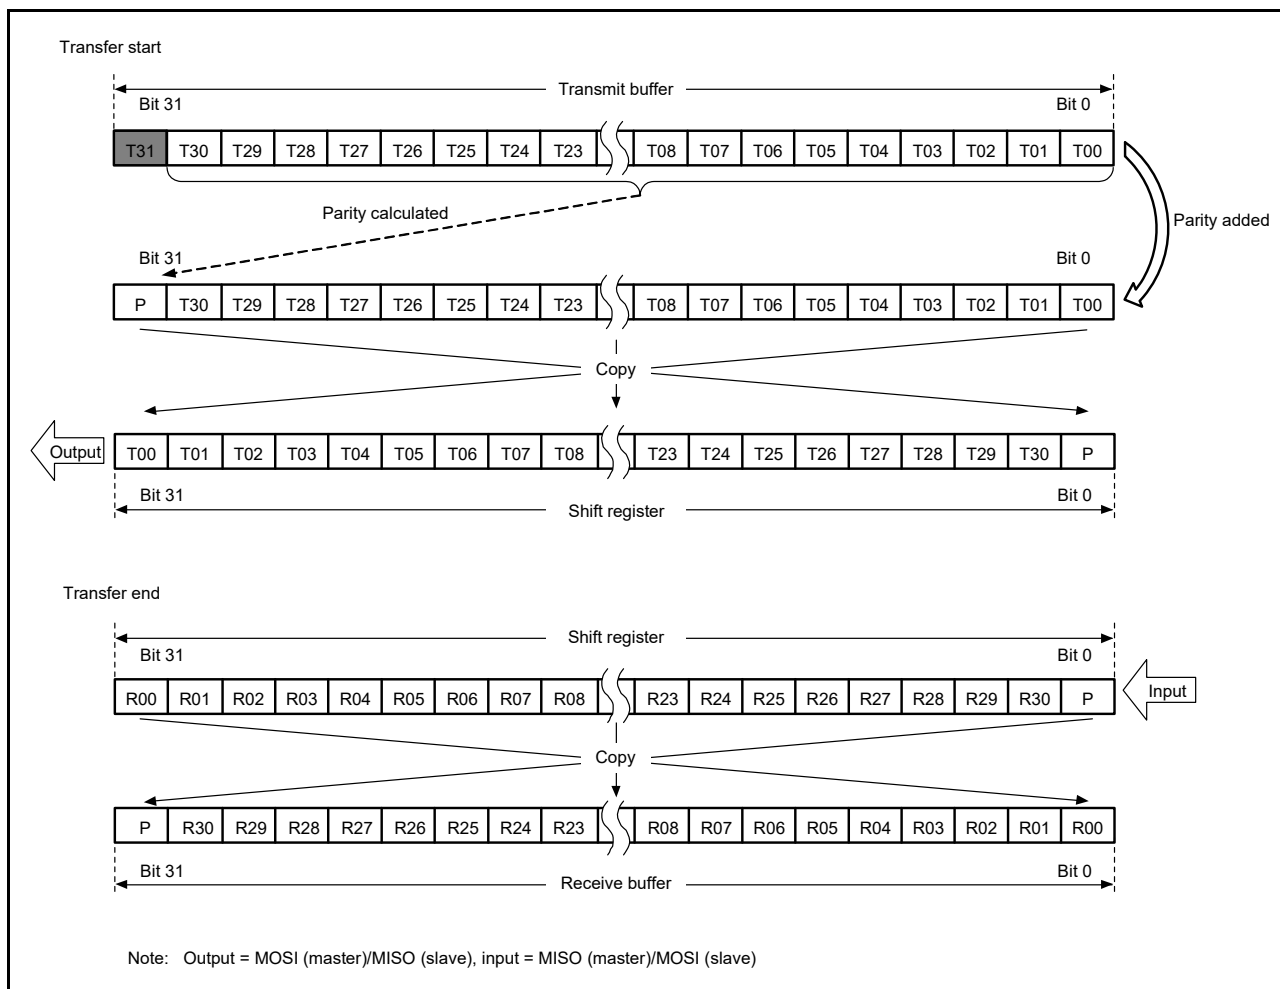 Transfer start
Transmit buffer
Bit 31 Bit 0
T31 T30 T29 T28 T27 T26 T25 T24 T23 T08 T07 T06 T05 T04 T03 T02 T01 T00
Parity calculated
Parity added
Bit 31 Bit 0
P T30 T29 T28 T27 T26 T25 T24 T23 T08 T07 T06 T05 T04 T03 T02 T01 T00
Copy
Output T00 T01 T02 T03 T04 T05 T06 T07 T08 T23 T24 T25 T26 T27 T28 T29 T30 P
Bit 31 Bit 0
Shift register
Transfer end
Shift register
Bit 31 Bit 0
R00 R01 R02 R03 R04 R05 R06 R07 R08 R23 R24 R25 R26 R27 R28 R29 R30 P Input
Copy
P R30 R29 R28 R27 R26 R25 R24 R23 R08 R07 R06 R05 R04 R03 R02 R01 R00
Bit 31 Bit 0
Receive buffer
Note: Output = MOSI (master)/MISO (slave), input = MISO (master)/MOSI (slave)